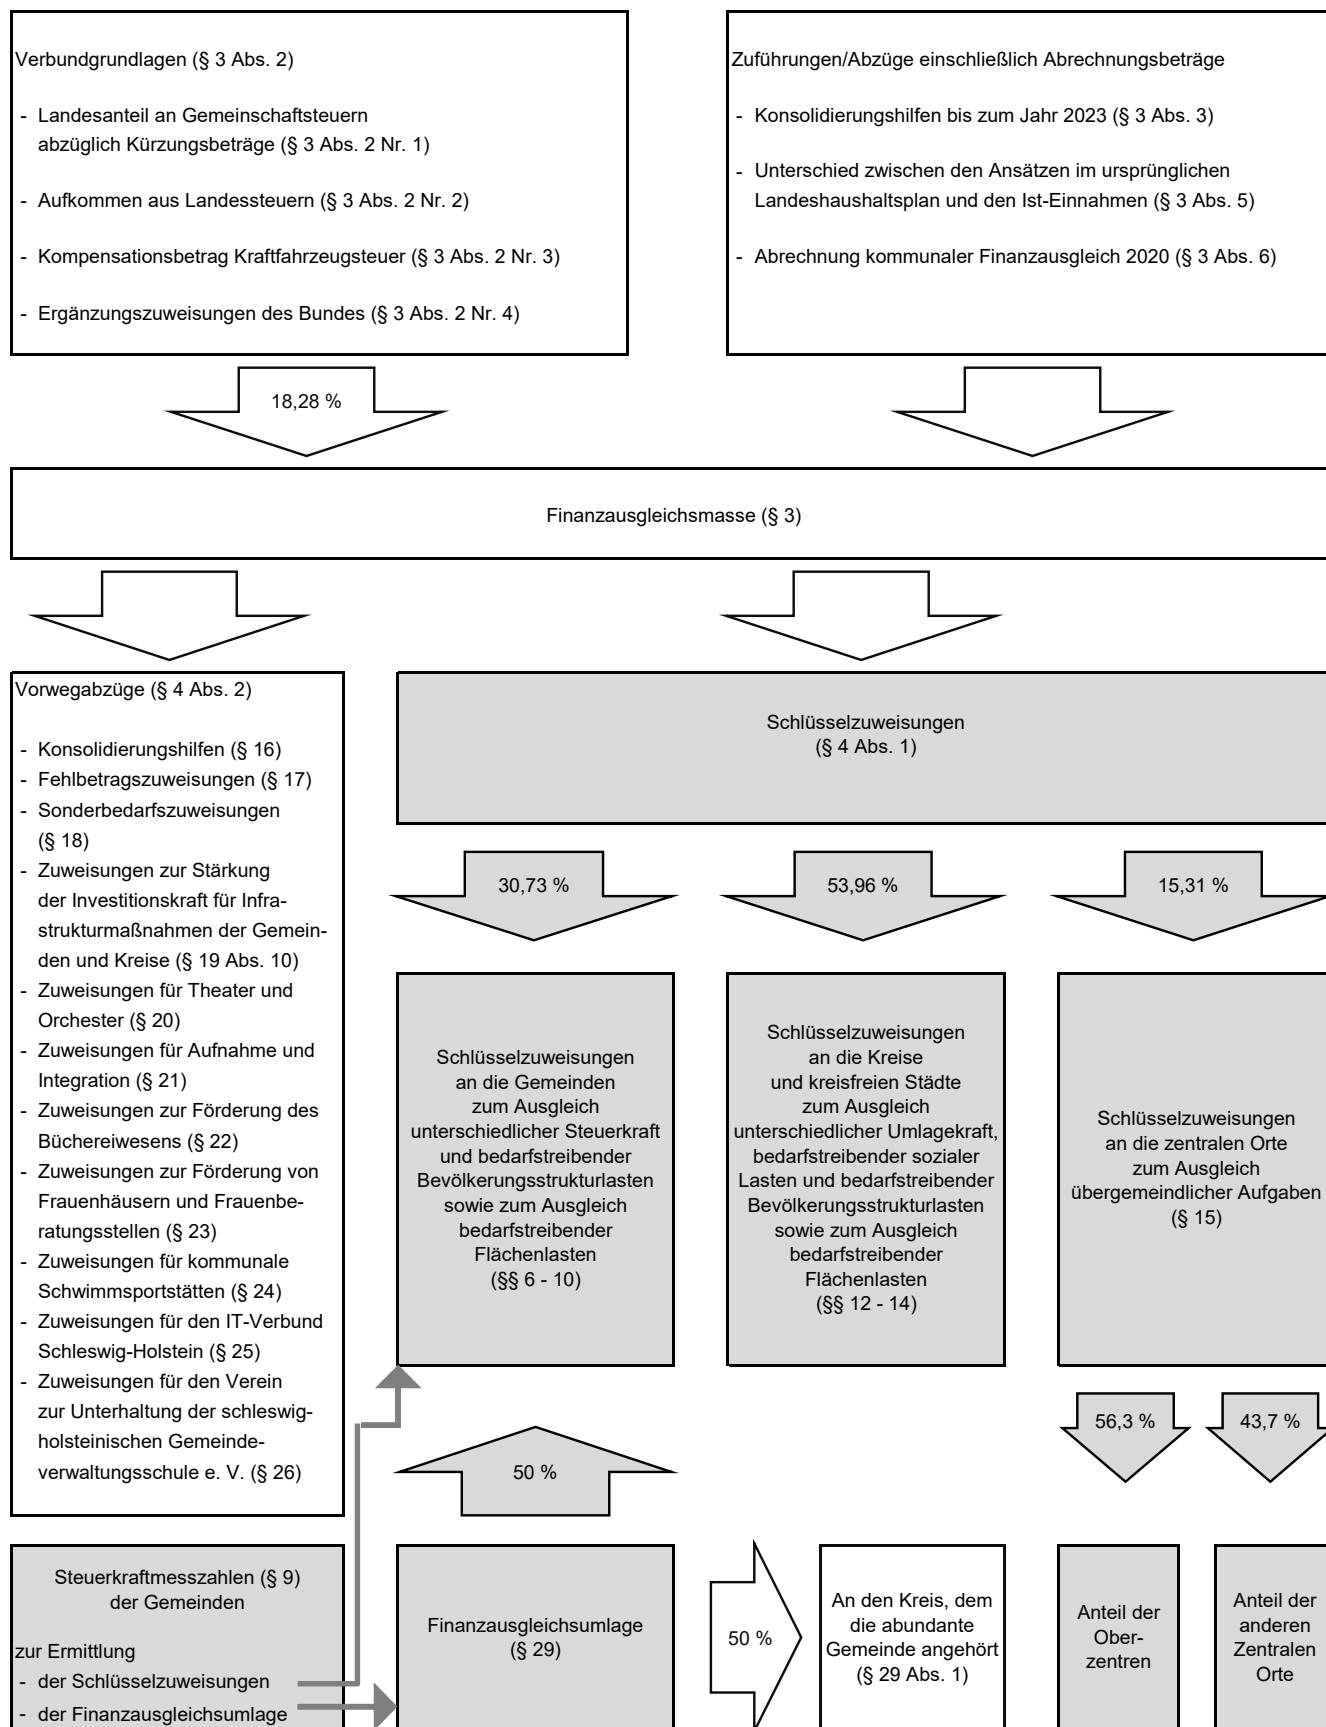 Verbundgrundlagen (§ 3 Abs. 2)
- Landesanteil an Gemeinschaftsteuern
abzüglich Kürzungsbeträge (§ 3 Abs. 2 Nr. 1)
- Aufkommen aus Landessteuern (§ 3 Abs. 2 Nr. 2)
- Kompensationsbetrag Kraftfahrzeugsteuer (§ 3 Abs. 2 Nr. 3)
- Ergänzungszuweisungen des Bundes (§ 3 Abs. 2 Nr. 4)
Zuführungen/Abzüge einschließlich Abrechnungsbeträge
- Konsolidierungshilfen bis zum Jahr 2023 (§ 3 Abs. 3)
- Unterschied zwischen den Ansätzen im ursprünglichen
Landeshaushaltsplan und den Ist-Einnahmen (§ 3 Abs. 5)
- Abrechnung kommunaler Finanzausgleich 2020 (§ 3 Abs. 6)
18,28 %
Finanzausgleichsmasse (§ 3)
Vorwegabzüge (§ 4 Abs. 2)
- Konsolidierungshilfen (§ 16)
- Fehlbetragszuweisungen (§ 17)
- Sonderbedarfszuweisungen
(§ 18)
- Zuweisungen zur Stärkung
der Investitionskraft für Infra-
strukturmaßnahmen der Gemein-
den und Kreise (§ 19 Abs. 10)
- Zuweisungen für Theater und
Orchester (§ 20)
- Zuweisungen für Aufnahme und
Integration (§ 21)
- Zuweisungen zur Förderung des
Büchereiwesens (§ 22)
- Zuweisungen zur Förderung von
Frauenhäusern und Frauenbe-
ratungsstellen (§ 23)
- Zuweisungen für kommunale
Schwimmsportstätten (§ 24)
- Zuweisungen für den IT-Verbund
Schleswig-Holstein (§ 25)
- Zuweisungen für den Verein
zur Unterhaltung der schleswig-
holsteinischen Gemeinde-
verwaltungsschule e. V. (§ 26)
Schlüsselzuweisungen
(§ 4 Abs. 1)
30,73 %
53,96 %
15,31 %
Schlüsselzuweisungen
an die Gemeinden
zum Ausgleich
unterschiedlicher Steuerkraft
und bedarfstreibender
Bevölkerungsstrukturlasten
sowie zum Ausgleich
bedarfstreibender
Flächenlasten
(§§ 6 - 10)
Schlüsselzuweisungen
an die Kreise
und kreisfreien Städte
zum Ausgleich
unterschiedlicher Umlagekraft,
bedarfstreibender sozialer
Lasten und bedarfstreibender
Bevölkerungsstrukturlasten
sowie zum Ausgleich
bedarfstreibender
Flächenlasten
(§§ 12 - 14)
Schlüsselzuweisungen
an die zentralen Orte
zum Ausgleich
übergemeindlicher Aufgaben
(§ 15)
56,3 %
43,7 %
50 %
Steuerkraftmesszahlen (§ 9)
der Gemeinden
zur Ermittlung
- der Schlüsselzuweisungen
- der Finanzausgleichsumlage
Finanzausgleichsumlage
(§ 29)
50 %
An den Kreis, dem
die abundante
Gemeinde angehört
(§ 29 Abs. 1)
Anteil der
Ober-
zentren
Anteil der
anderen
Zentralen
Orte